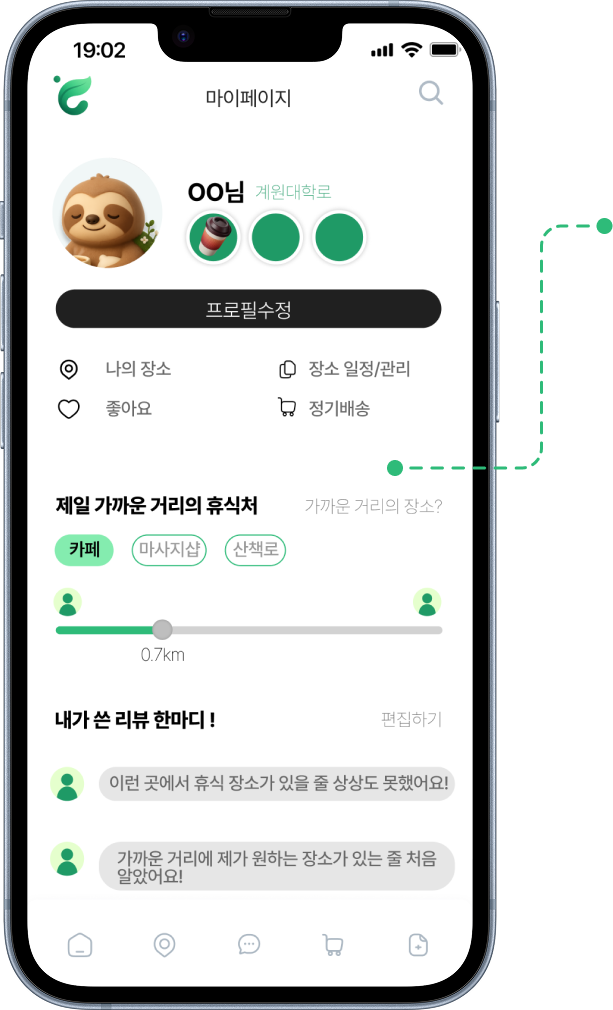 19:02
마이페이지
OO님 계원대학로
프로필수정
나의 장소
장소 일정/관리
좋아요
정기배송
제일 가까운 거리의 휴식처
가까운 거리의 장소?
카페
마사지샵
산책로
0.7km
내가 쓴 리뷰 한마디 !
편집하기
이런 곳에서 휴식 장소가 있을 줄 상상도 못했어요!
가까운 거리에 제가 원하는 장소가 있는 줄 처음
알았어요!